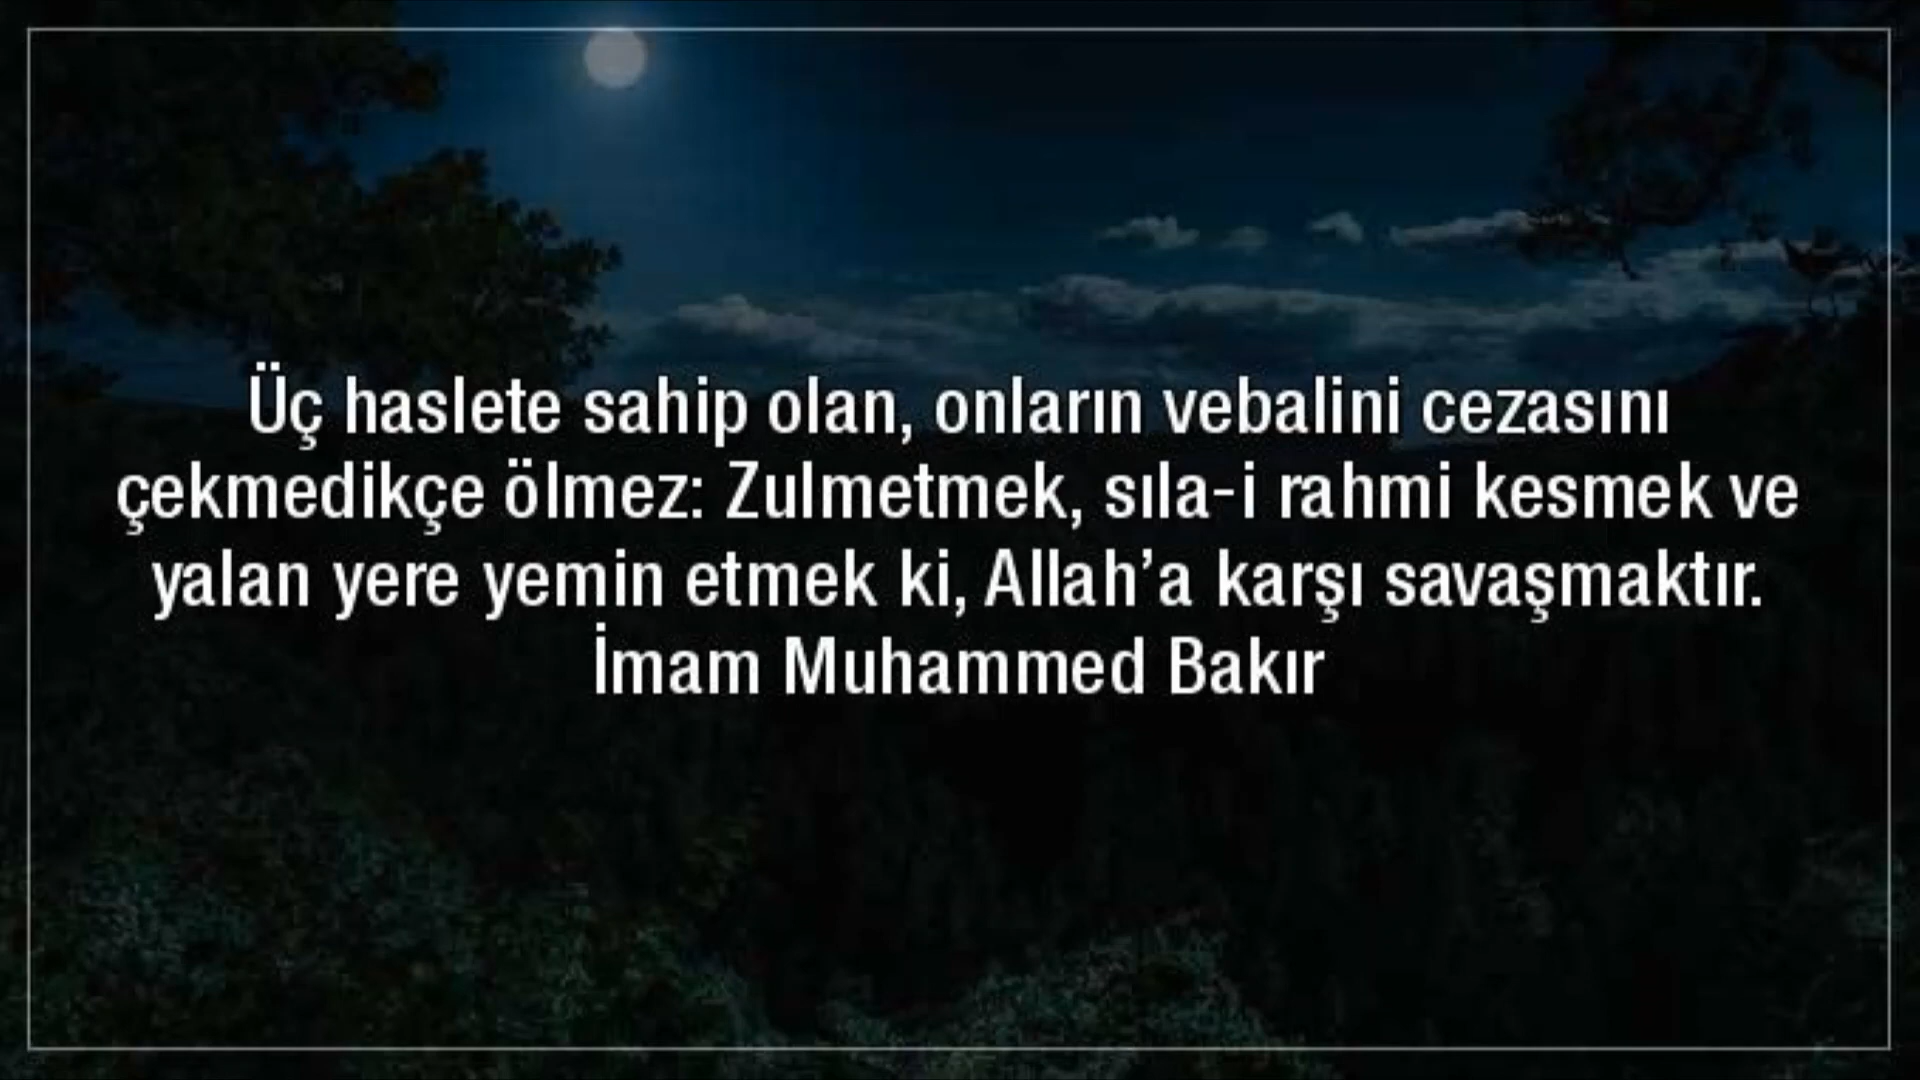 Üç haslete sahip olan, onların vebalini cezasını
çekmedikçe ölmez: Zulmetmek, sıla-i rahmi kesmek ve
yalan yere yemin etmek ki, Allah’a karşı savaşmaktır.
İmam Muhammed Bakır